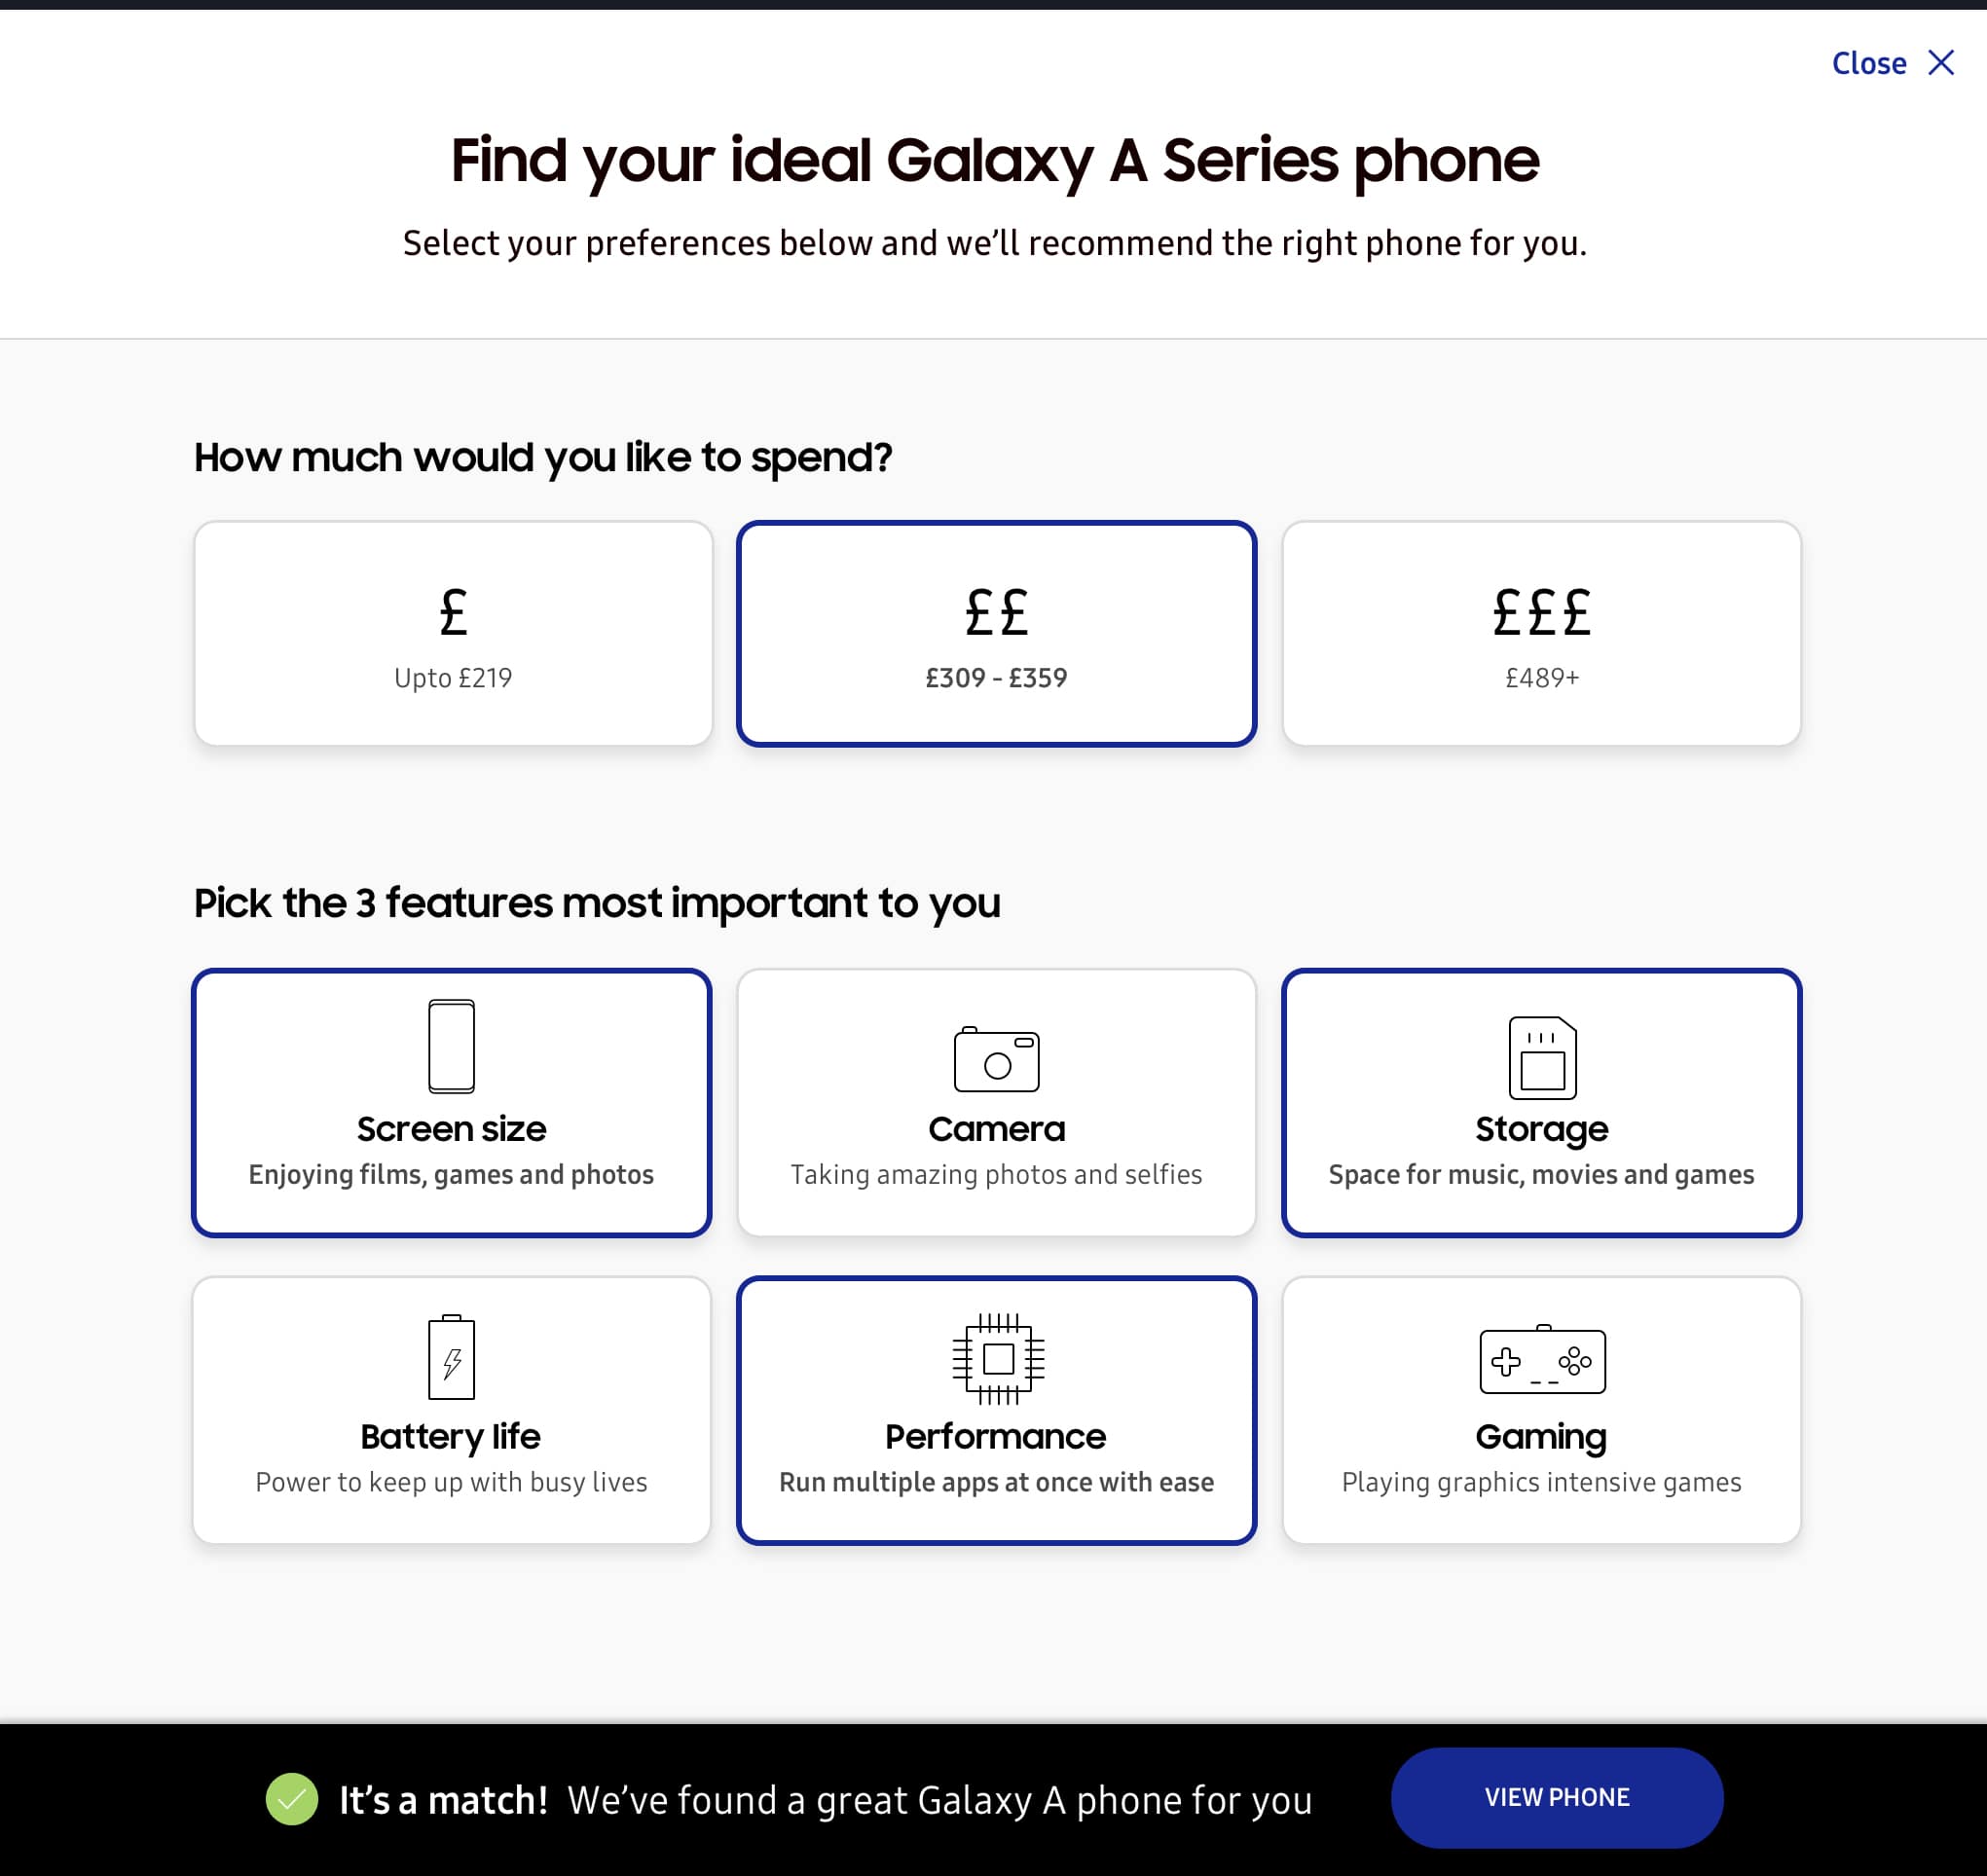 Close
Find your ideal Galaxy A Series phone
Select your preferences below and we’ll recommend the right phone for you.
How much would you like to spend?
£
Upto £219
££
£309 - £359
£££
£489+
Pick the 3 features most important to you
Screen size
Enjoying films, games and photos
Camera
Taking amazing photos and selfies
Storage
Space for music, movies and games
Battery life
Power to keep up with busy lives
Performance
Run multiple apps at once with ease
Gaming
Playing graphics intensive games
It’s a match! We’ve found a great Galaxy A phone for you
VIEW PHONE